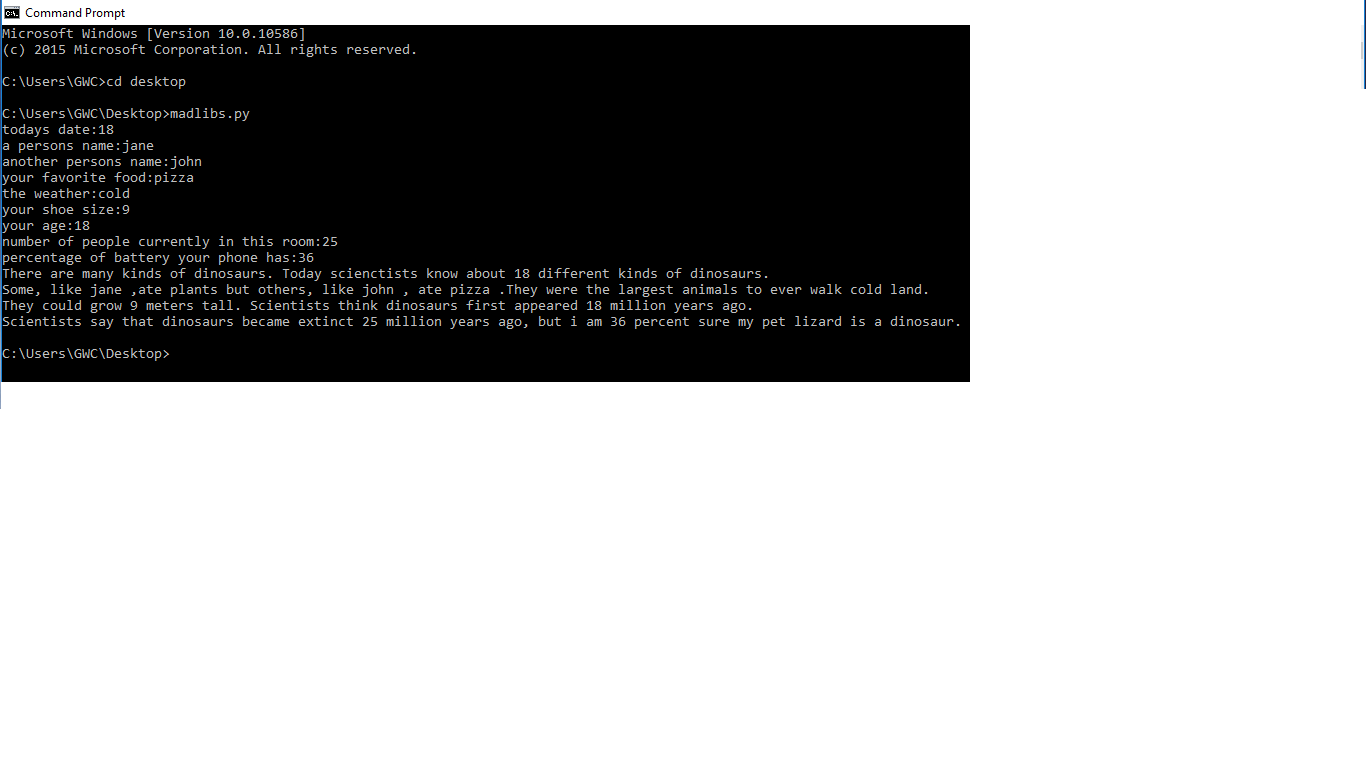 Command Prompt
Microsoft Windows [Version 10.0.10586]
(c) 2015 Microsoft Corporation. All rights reserved.
C:\Users\GWC>cd desktop
C:\Users\GWC\Desktop>madlibs.py
todays date:18
a persons name:jane
another persons name:john
your favorite food:pizza
the weather:cold
your shoe size:9
your age:18
number of people currently in this room:25
percentage of battery your phone has:36
There are many kinds of dinosaurs. Today scienctists know about 18 different kinds of dinosaurs.
Some, like jane ,ate plants but others, like john , ate pizza .They were the largest animals to ever walk cold land.
They could grow 9 meters tall. Scientists think dinosaurs first appeared 18 million years ago.
Scientists say that dinosaurs became extinct 25 million years ago, but i am 36 percent sure my pet lizard is a dinosaur.
C:\Users\GWC\Desktop>